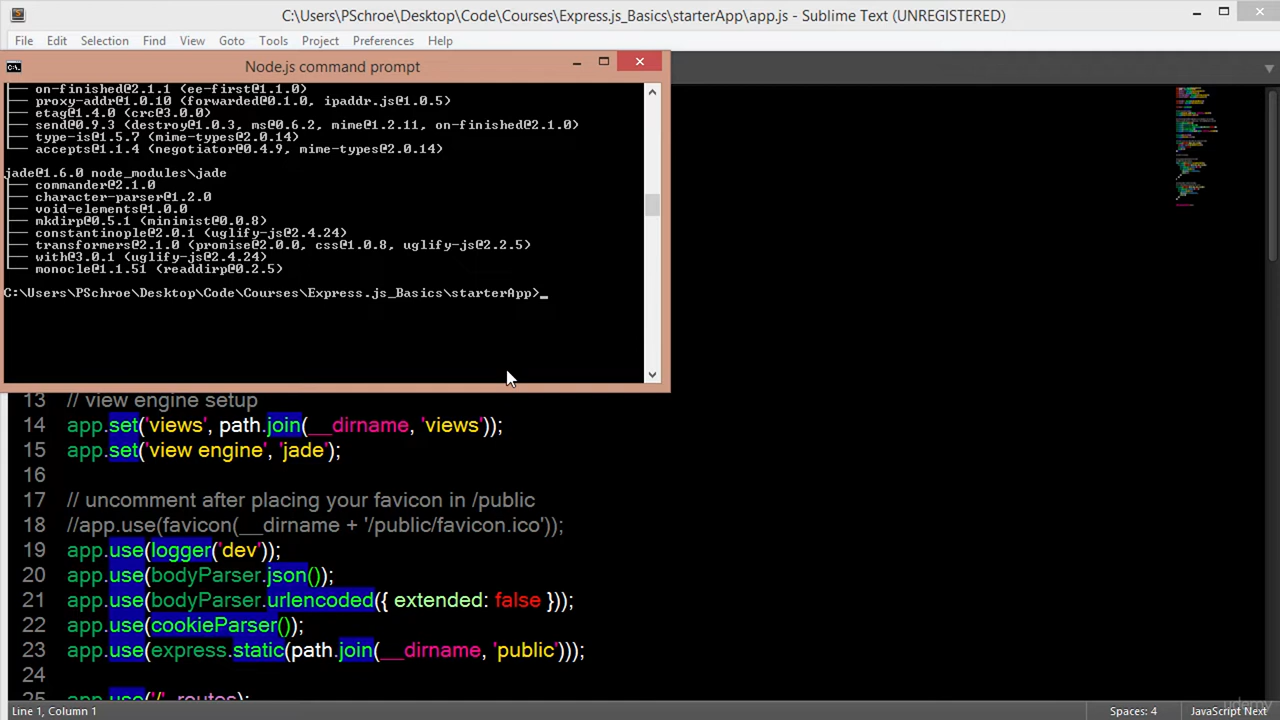 C:\Users\PSchroe\Desktop\Code\Courses\Express.js_Basics\starterApp\app.js - Sublime Text (UNREGISTERED)
File Edit Selection Find View Goto Tools Project Preferences Help
Node.js command prompt
on-finished@2.1.1 (ee-first@1.1.0)
proxy-addr@1.0.10 (forwarded@0.1.0, ipaddr.js@1.0.5)
etag@1.4.0 (crc@3.0.0)
send@0.9.3 (destroy@1.0.3, ms@0.6.2, mime@1.2.11, on-finished@2.1.0)
type-is@1.5.7 (mime-types@2.0.14)
accepts@1.1.4 (negotiator@0.4.9, mime-types@2.0.14)
jade@1.6.0 node_modules\jade
commander@2.1.0
character-parser@1.2.0
void-elements@1.0.0
mkdirp@0.5.1 (minimist@0.0.8)
constantinople@2.0.1 (uglify-js@2.4.24)
transformers@2.1.0 (promise@2.0.0, css@1.0.8, uglify-js@2.2.5)
with@3.0.1 (uglify-js@2.4.24)
monocle@1.1.51 (readdirp@0.2.5)
C:\Users\PSchroe\Desktop\Code\Courses\Express.js_Basics\starterApp>_
13 // view engine setup
14 app.set('views', path.join(__dirname, 'views'));
15 app.set('view engine', 'jade');
16
17 // uncomment after placing your favicon in /public
18 //app.use(favicon(__dirname + '/public/favicon.ico'));
19 app.use(logger('dev'));
20 app.use(bodyParser.json());
21 app.use(bodyParser.urlencoded({ extended: false }));
22 app.use(cookieParser());
23 app.use(express.static(path.join(__dirname, 'public')));
24
25 app.use('/', routes);
Line 1, Column 1 Spaces: 4 JavaScript Next
udemy